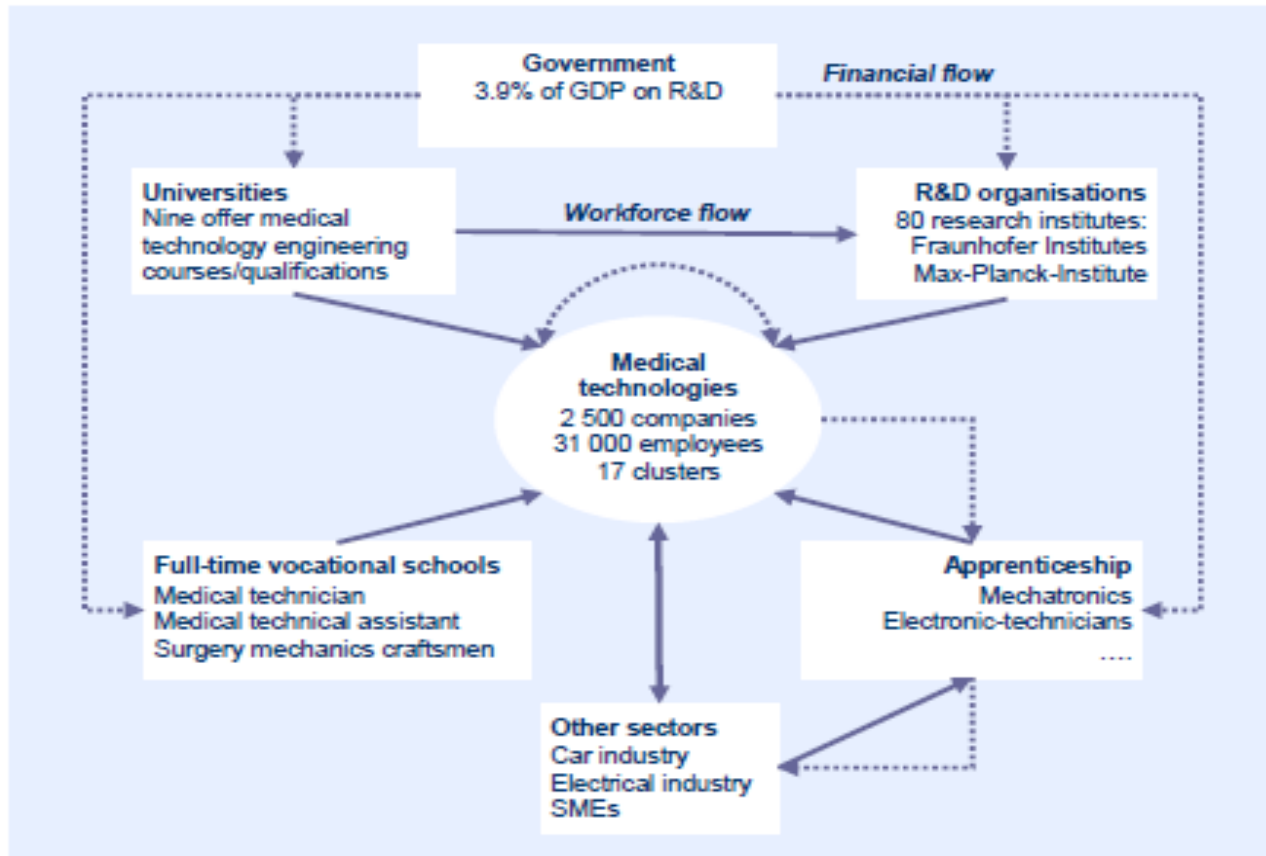 Government
3.9% of GDP on R&D
Financial flow
Universities
Nine offer medical
technology engineering
courses/qualifications
Workforce flow
R&D organisations
80 research institutes:
Fraunhofer Institutes
Max-Planck-Institute
Medical
technologies
2 500 companies
31 000 employees
17 clusters
Full-time vocational schools
Medical technician
Medical technical assistant
Surgery mechanics craftsmen
Apprenticeship
Mechatronics
Electronic-technicians
....
Other sectors
Car industry
Electrical industry
SMEs